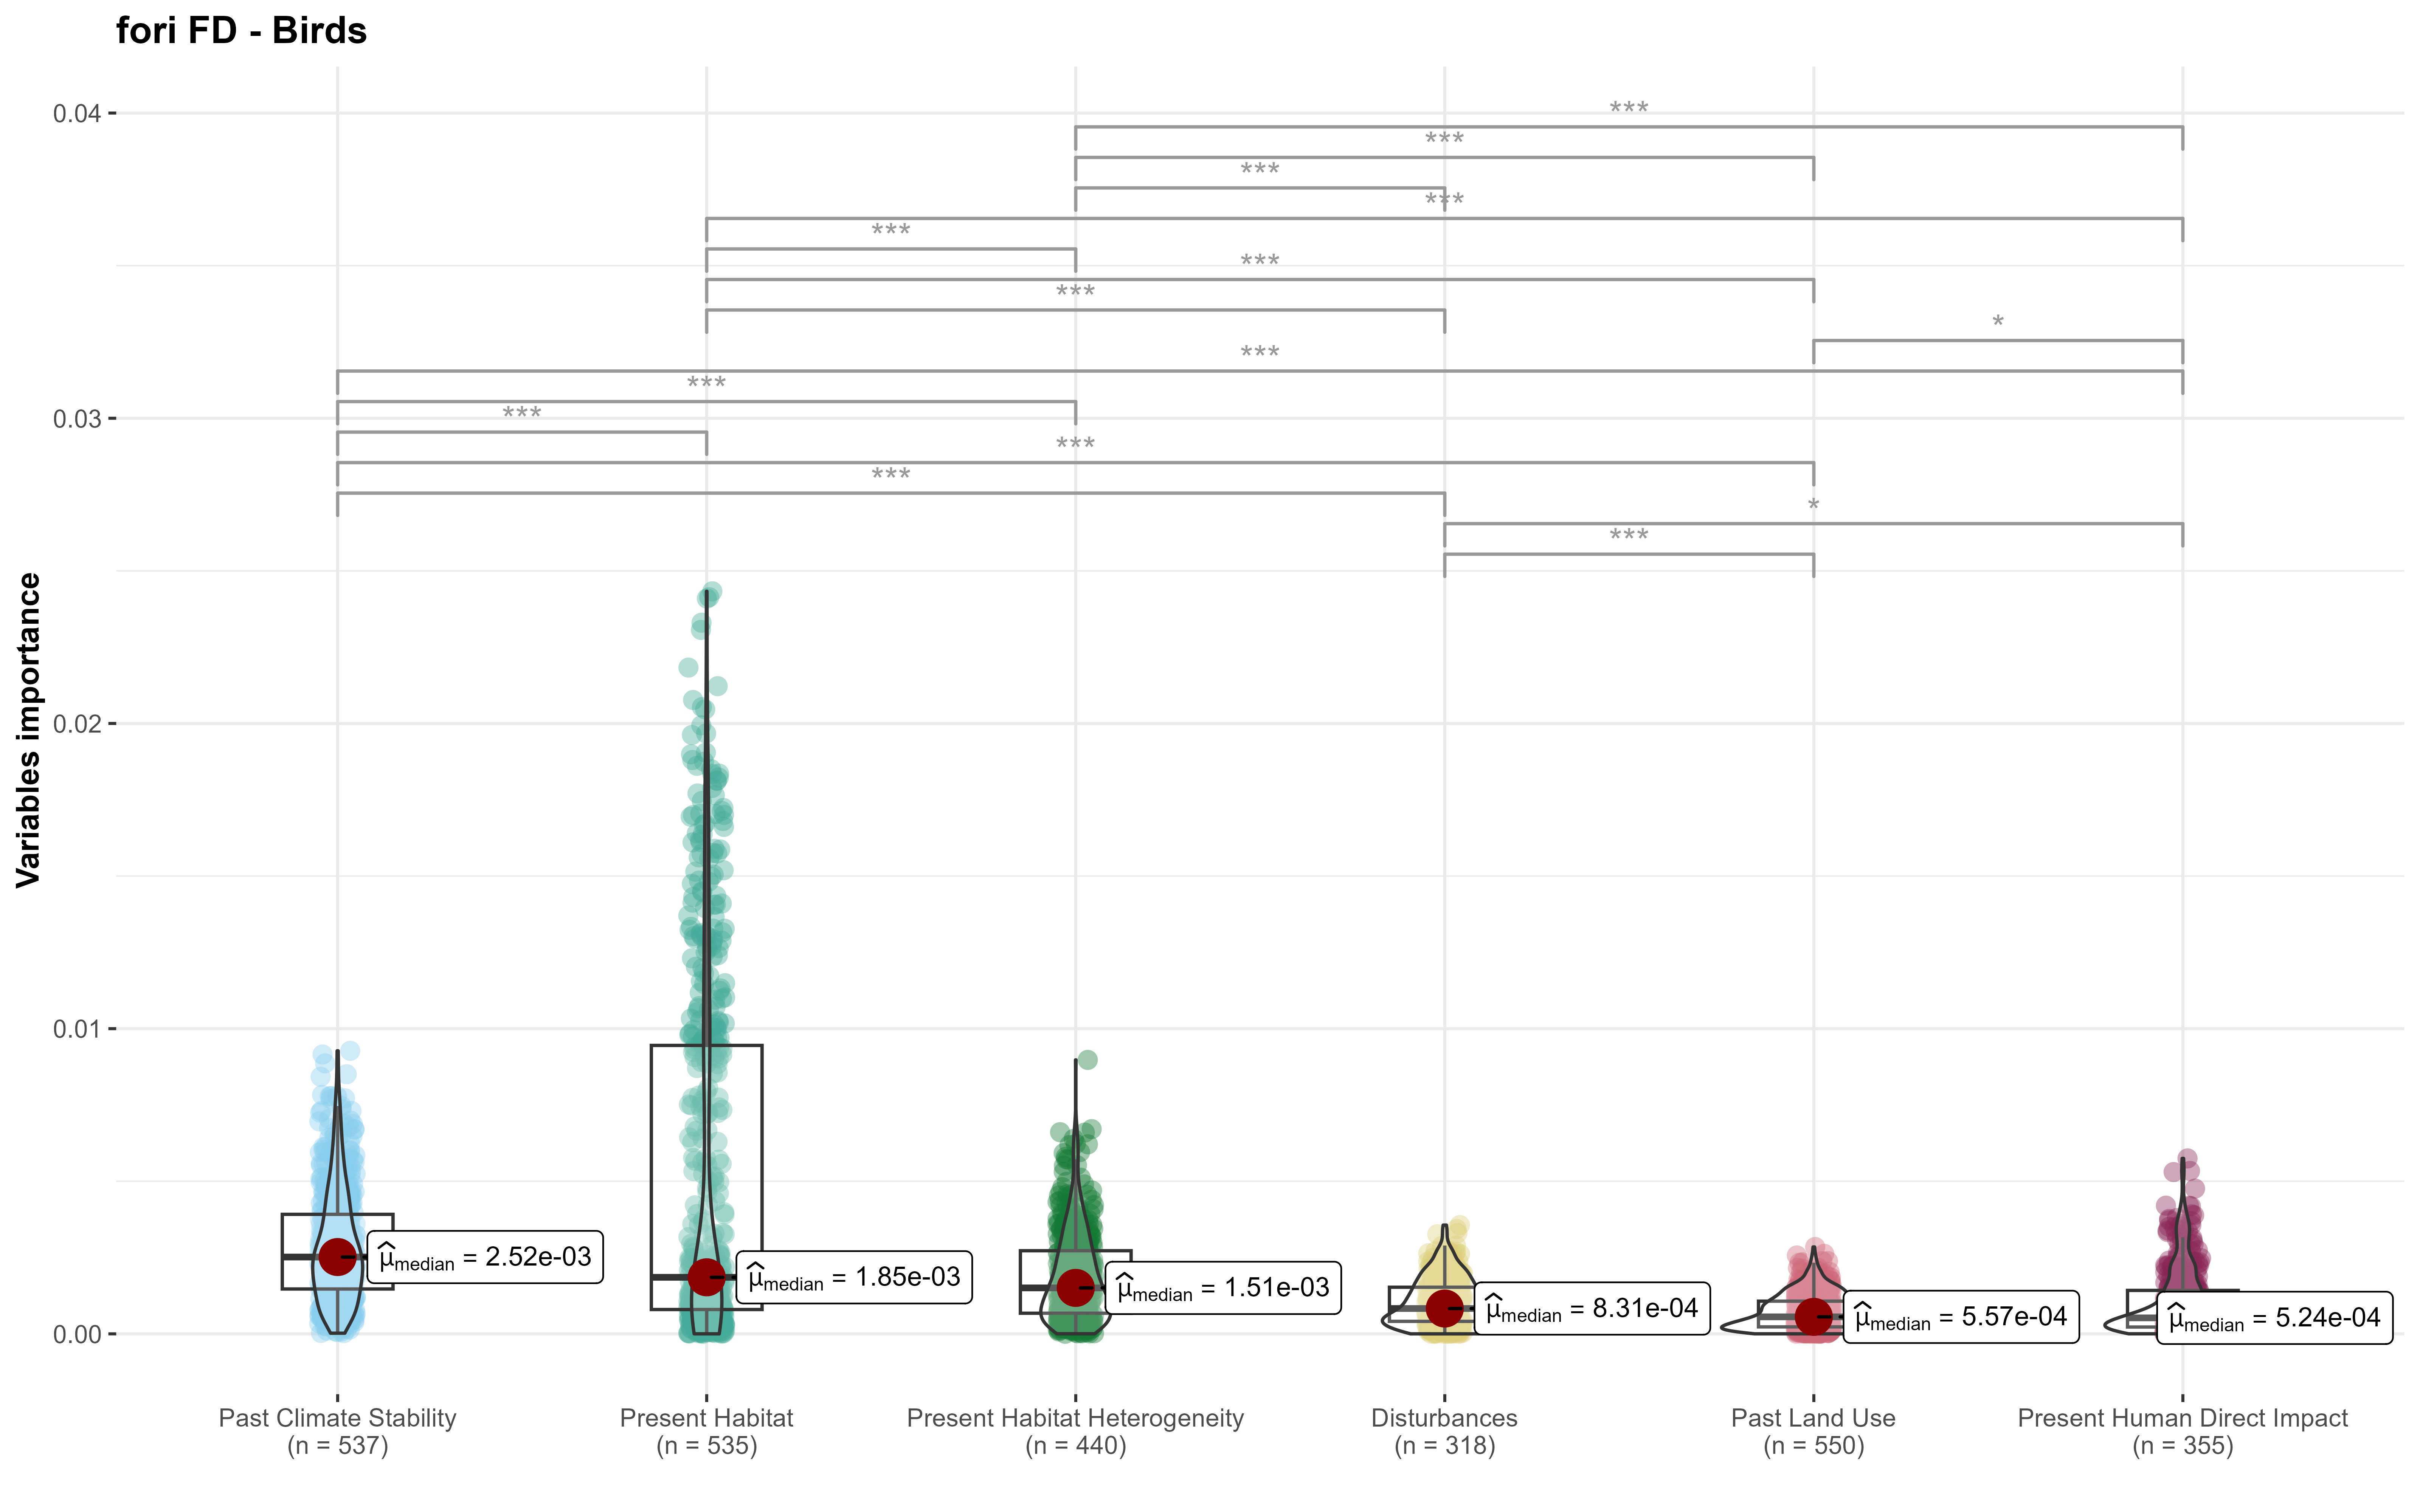 fori FD - Birds
Variables importance
0.04
0.03
0.02
0.01
0.00
***
***
***
***
***
***
***
*
***
***
***
***
***
*
***
μ̂median = 2.52e-03
μ̂median = 1.85e-03
μ̂median = 1.51e-03
μ̂median = 8.31e-04
μ̂median = 5.57e-04
μ̂median = 5.24e-04
Past Climate Stability
(n = 537)
Present Habitat
(n = 535)
Present Habitat Heterogeneity
(n = 440)
Disturbances
(n = 318)
Past Land Use
(n = 550)
Present Human Direct Impact
(n = 355)